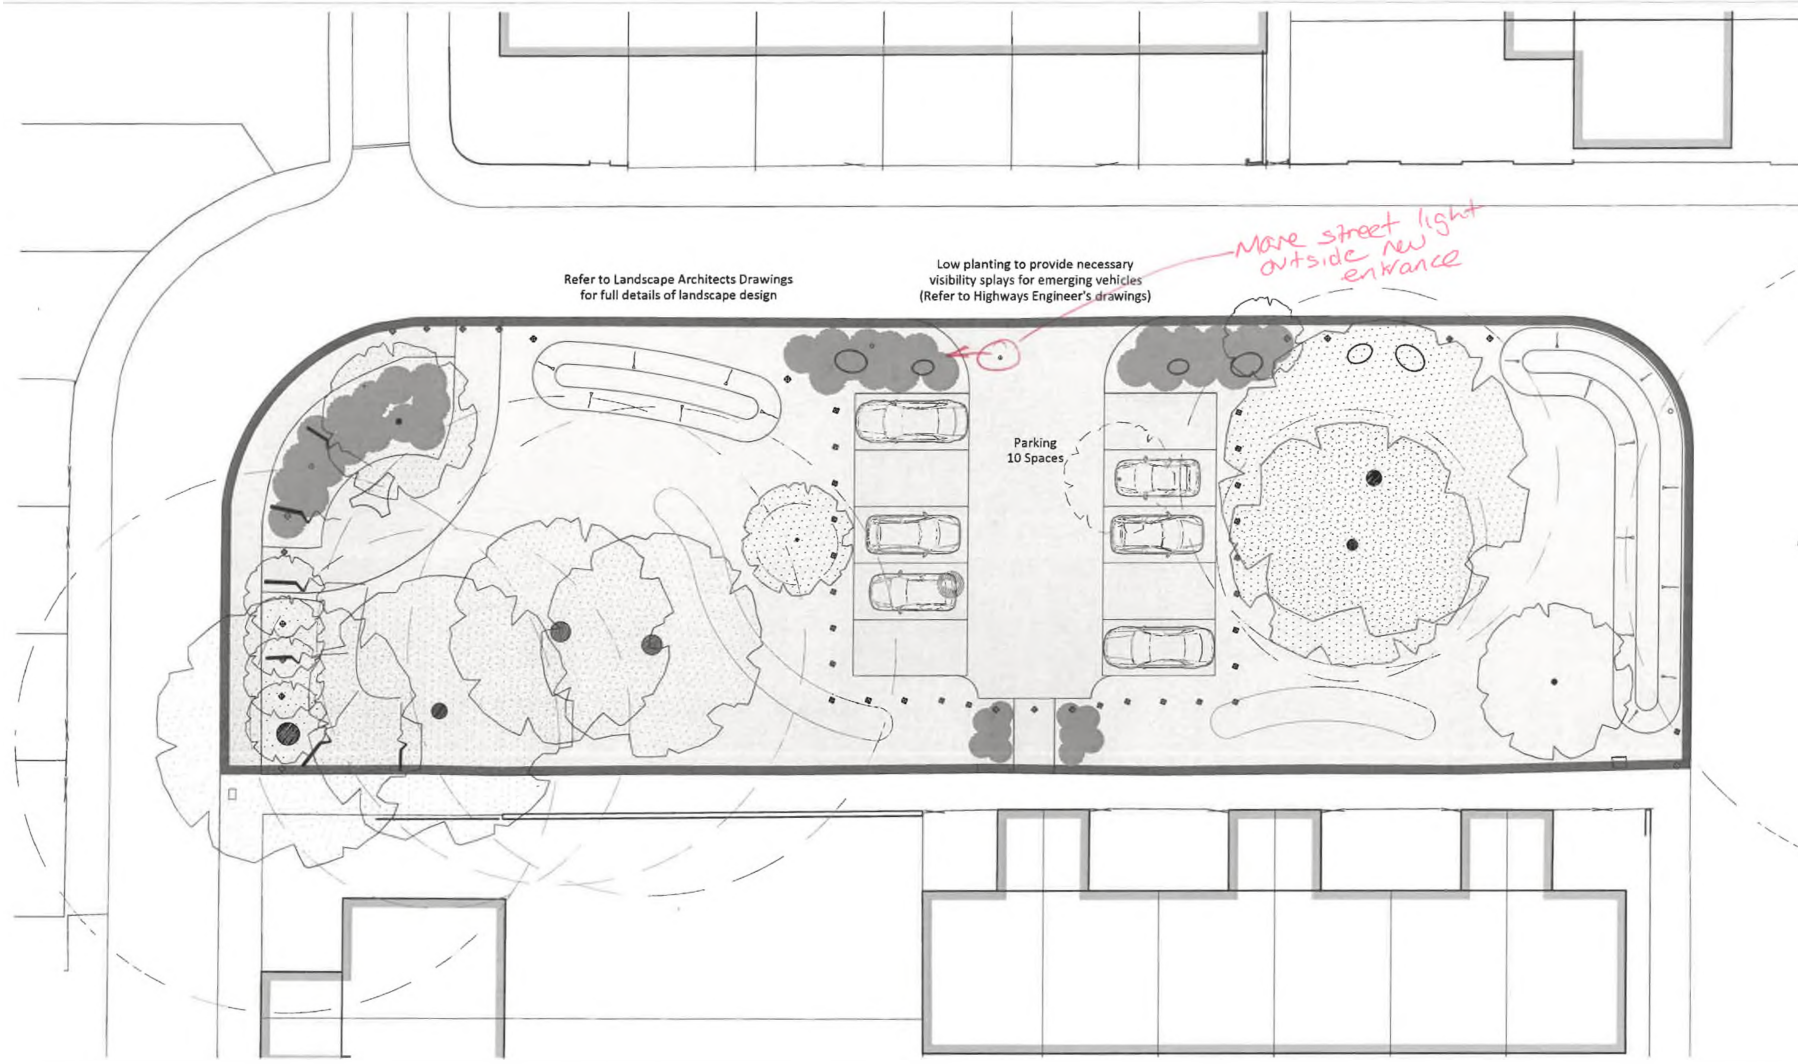 Refer to Landscape Architects Drawings
for full details of landscape design
Low planting to provide necessary
visibility splays for emerging vehicles
(Refer to Highways Engineer's drawings)
Move street light
outside new
entrance
Parking
10 Spaces